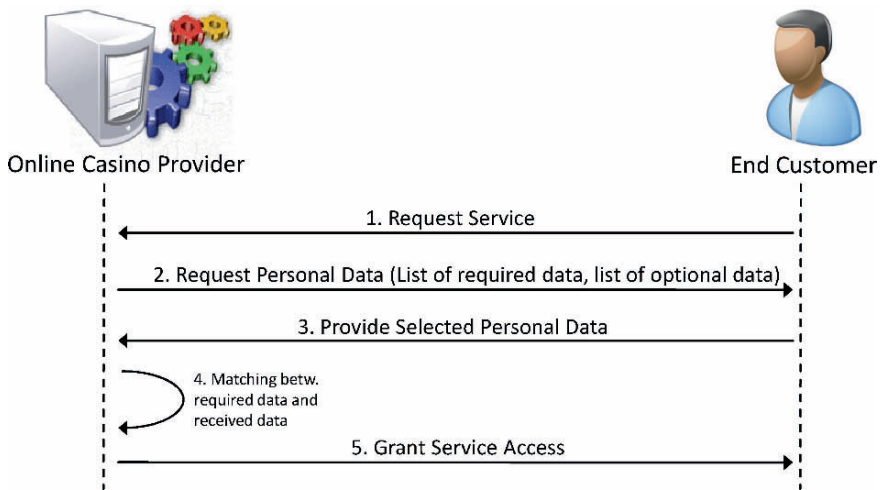 Online Casino Provider
End Customer
1. Request Service
2. Request Personal Data (List of required data, list of optional data)
3. Provide Selected Personal Data
4. Matching betw.
required data and
received data
5. Grant Service Access